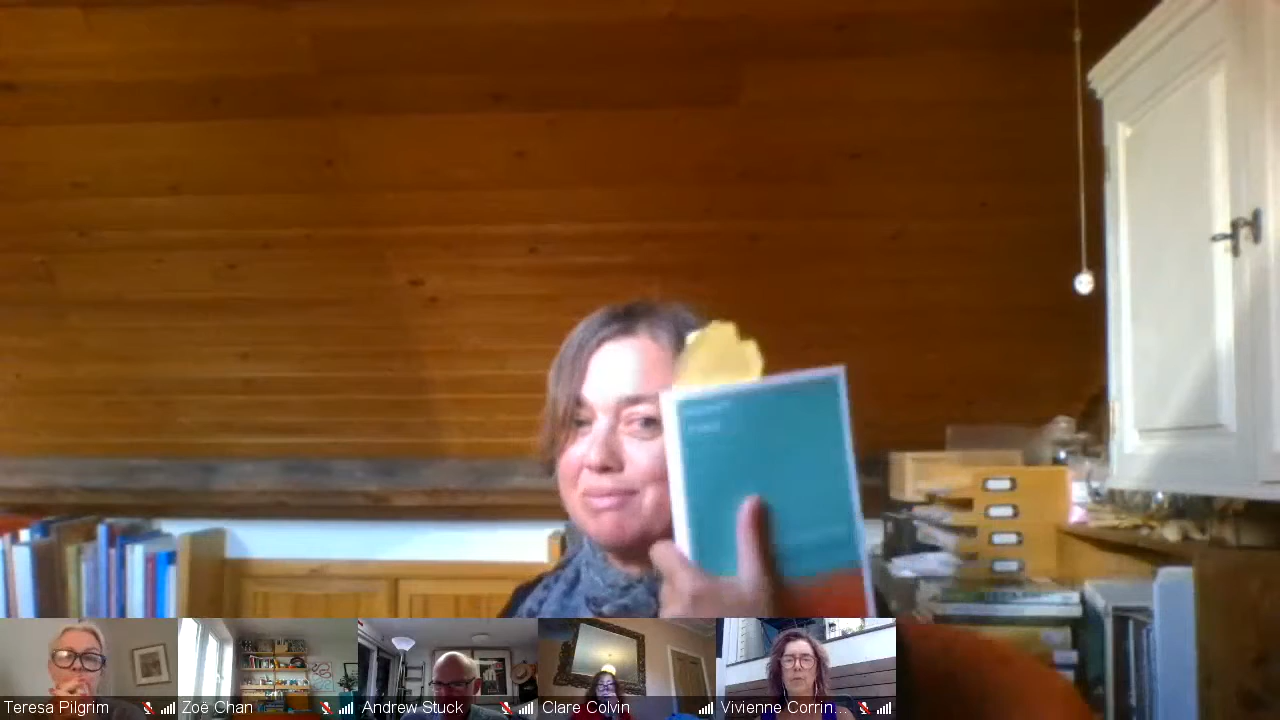 Teresa Pilgrim
Zoë Chan
Andrew Stuck
Clare Colvin
Vivienne Corrin...